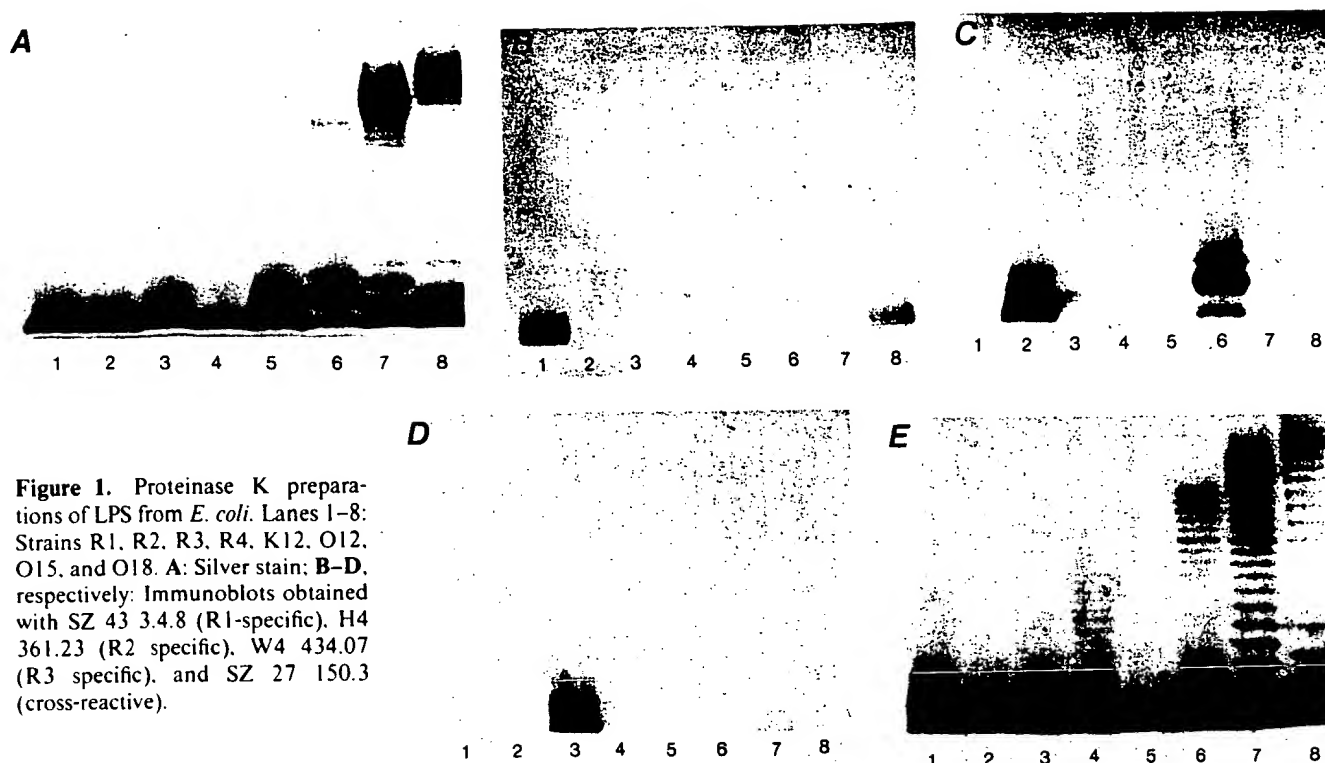 A
B
C
1 2 3 4 5 6 7 8
1 2 3 4 5 6 7 8
1 2 3 4 5 6 7 8
D
E
Figure 1. Proteinase K prepara-
tions of LPS from E. coli. Lanes 1–8:
Strains R1, R2, R3, R4, K12, O12,
O15, and O18. A: Silver stain; B–D,
respectively: Immunoblots obtained
with SZ 43 3.4.8 (R1-specific), H4
361.23 (R2 specific), W4 434.07
(R3 specific), and SZ 27 150.3
(cross-reactive).
1 2 3 4 5 6 7 8
1 2 3 4 5 6 7 8